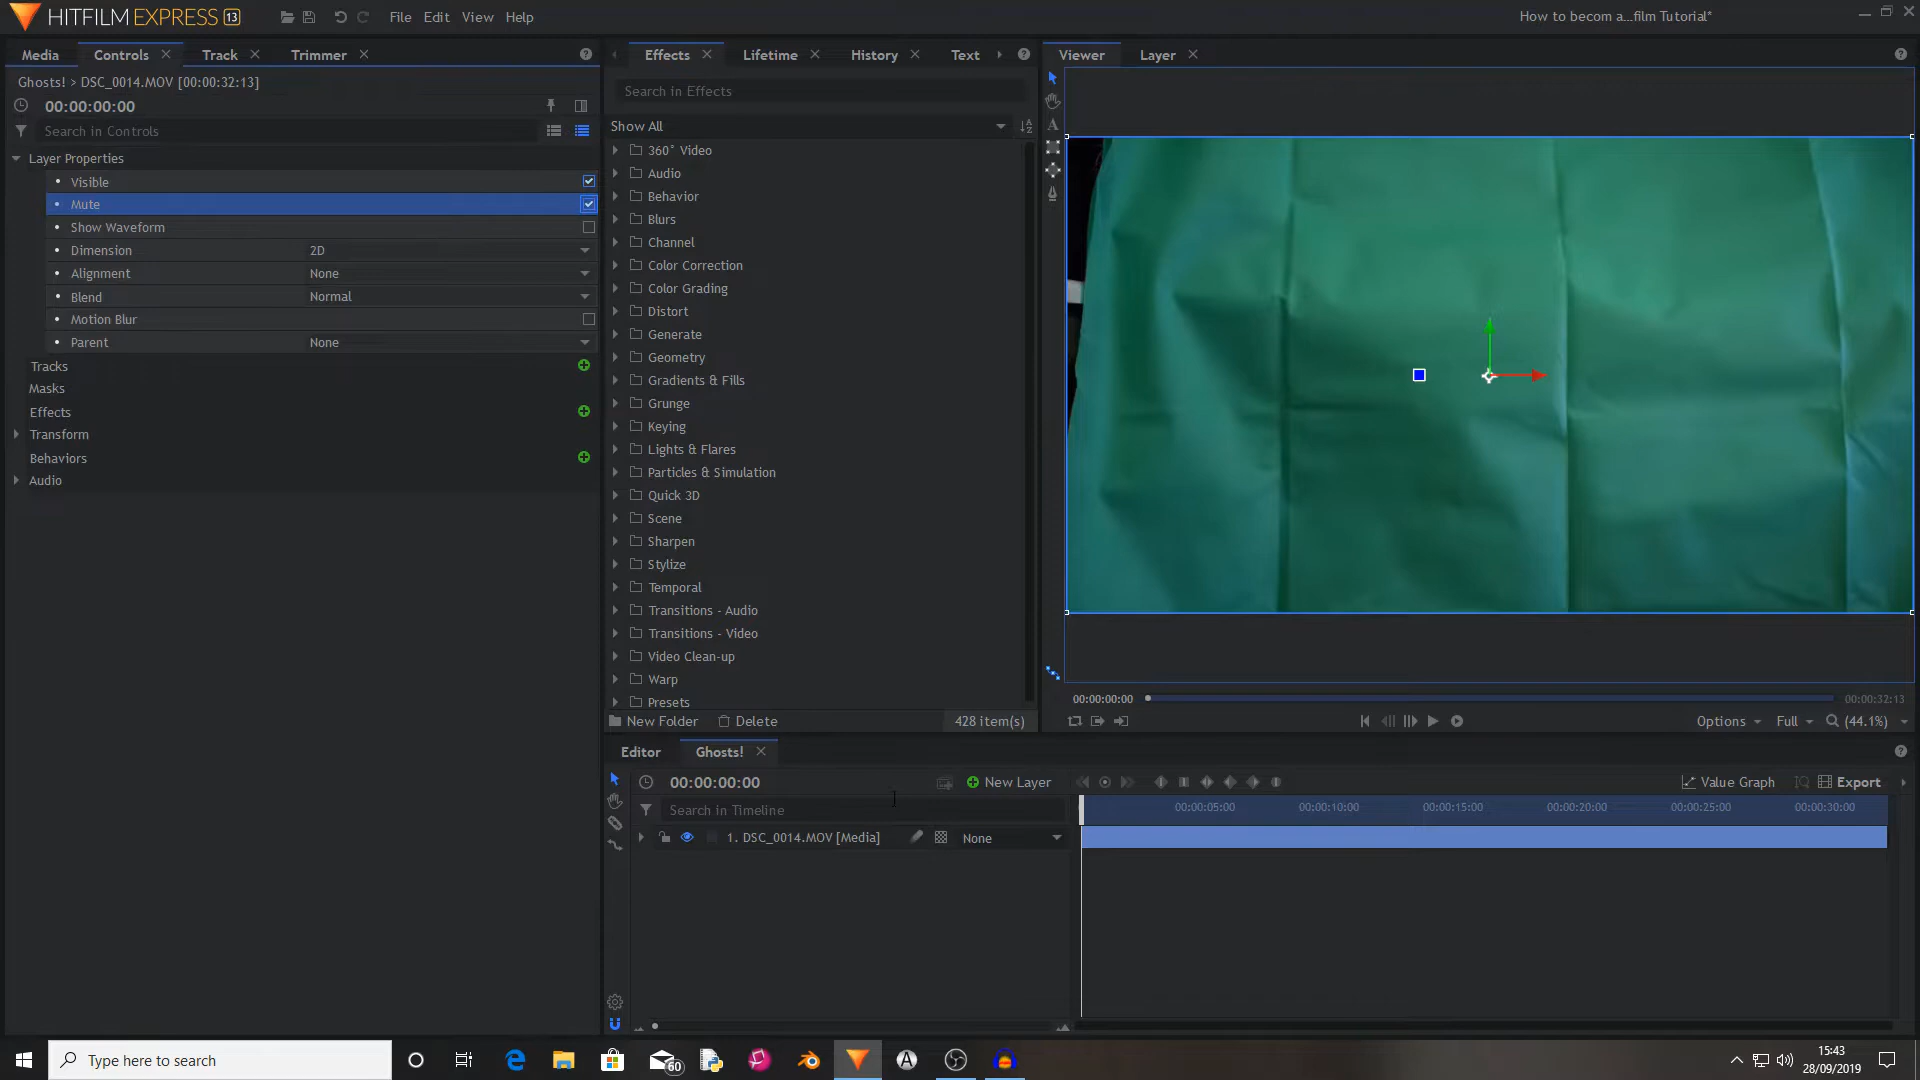 HITFILM EXPRESS 13
File Edit View Help
How to becom a...film Tutorial*
Media Controls Track Trimmer
Ghosts! > DSC_0014.MOV [00:00:32:13]
00:00:00:00
Search in Controls
Layer Properties
Visible
Mute
Show Waveform
Dimension 2D
Alignment None
Blend Normal
Motion Blur
Parent None
Tracks
Masks
Effects
Transform
Behaviors
Audio
Effects Lifetime History Text
Search in Effects
Show All
360° Video
Audio
Behavior
Blurs
Channel
Color Correction
Color Grading
Distort
Generate
Geometry
Gradients & Fills
Grunge
Keying
Lights & Flares
Particles & Simulation
Quick 3D
Scene
Sharpen
Stylize
Temporal
Transitions - Audio
Transitions - Video
Video Clean-up
Warp
Presets
New Folder Delete 428 item(s)
Viewer Layer
00:00:00:00 00:00:32:13
Options Full (44.1%)
Editor Ghosts!
00:00:00:00 New Layer Value Graph Export
Search in Timeline 00:00:05:00 00:00:10:00 00:00:15:00 00:00:20:00 00:00:25:00 00:00:30:00
1. DSC_0014.MOV [Media] None
Type here to search
60
15:43
28/09/2019